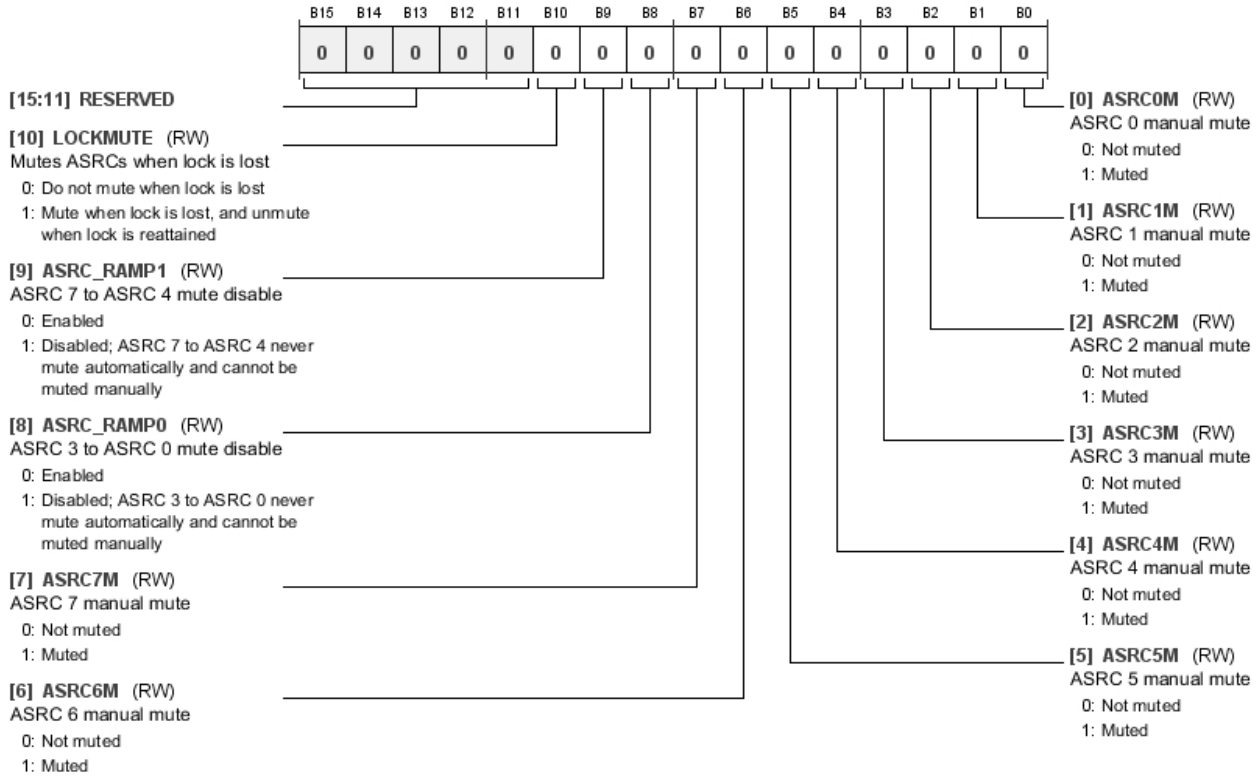 B15 B14 B13 B12 B11 B10 B9 B8 B7 B6 B5 B4 B3 B2 B1 B0
0 0 0 0 0 0 0 0 0 0 0 0 0 0 0 0
[15:11] RESERVED
[10] LOCKMUTE (RW)
Mutes ASRCs when lock is lost
0: Do not mute when lock is lost
1: Mute when lock is lost, and unmute
when lock is reattained
[9] ASRC_RAMP1 (RW)
ASRC 7 to ASRC 4 mute disable
0: Enabled
1: Disabled; ASRC 7 to ASRC 4 never
mute automatically and cannot be
muted manually
[8] ASRC_RAMP0 (RW)
ASRC 3 to ASRC 0 mute disable
0: Enabled
1: Disabled; ASRC 3 to ASRC 0 never
mute automatically and cannot be
muted manually
[7] ASRC7M (RW)
ASRC 7 manual mute
0: Not muted
1: Muted
[6] ASRC6M (RW)
ASRC 6 manual mute
0: Not muted
1: Muted
[0] ASRC0M (RW)
ASRC 0 manual mute
0: Not muted
1: Muted
[1] ASRC1M (RW)
ASRC 1 manual mute
0: Not muted
1: Muted
[2] ASRC2M (RW)
ASRC 2 manual mute
0: Not muted
1: Muted
[3] ASRC3M (RW)
ASRC 3 manual mute
0: Not muted
1: Muted
[4] ASRC4M (RW)
ASRC 4 manual mute
0: Not muted
1: Muted
[5] ASRC5M (RW)
ASRC 5 manual mute
0: Not muted
1: Muted